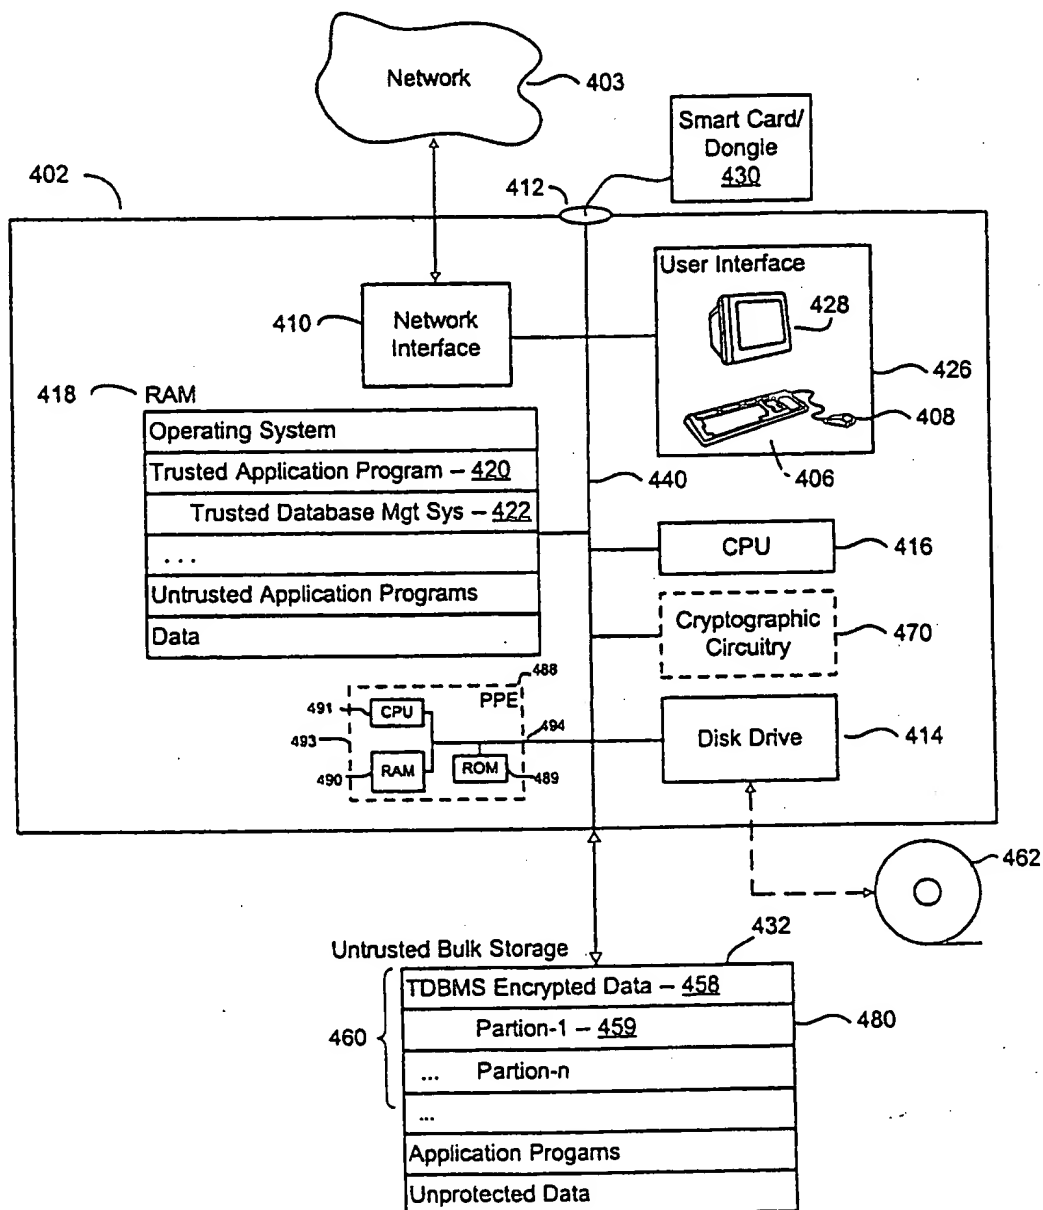 Network
403
Smart Card/
Dongle
430
402
412
User Interface
428
410
Network
Interface
426
408
418
RAM
406
Operating System
Trusted Application Program – 420
440
Trusted Database Mgt Sys – 422
. . .
CPU
416
Untrusted Application Programs
Data
Cryptographic
Circuitry
470
488
PPE
491
CPU
494
493
Disk Drive
414
490
RAM
ROM
489
462
Untrusted Bulk Storage
432
TDBMS Encrypted Data – 458
460
Partion-1 – 459
480
... Partion-n
...
Application Progams
Unprotected Data